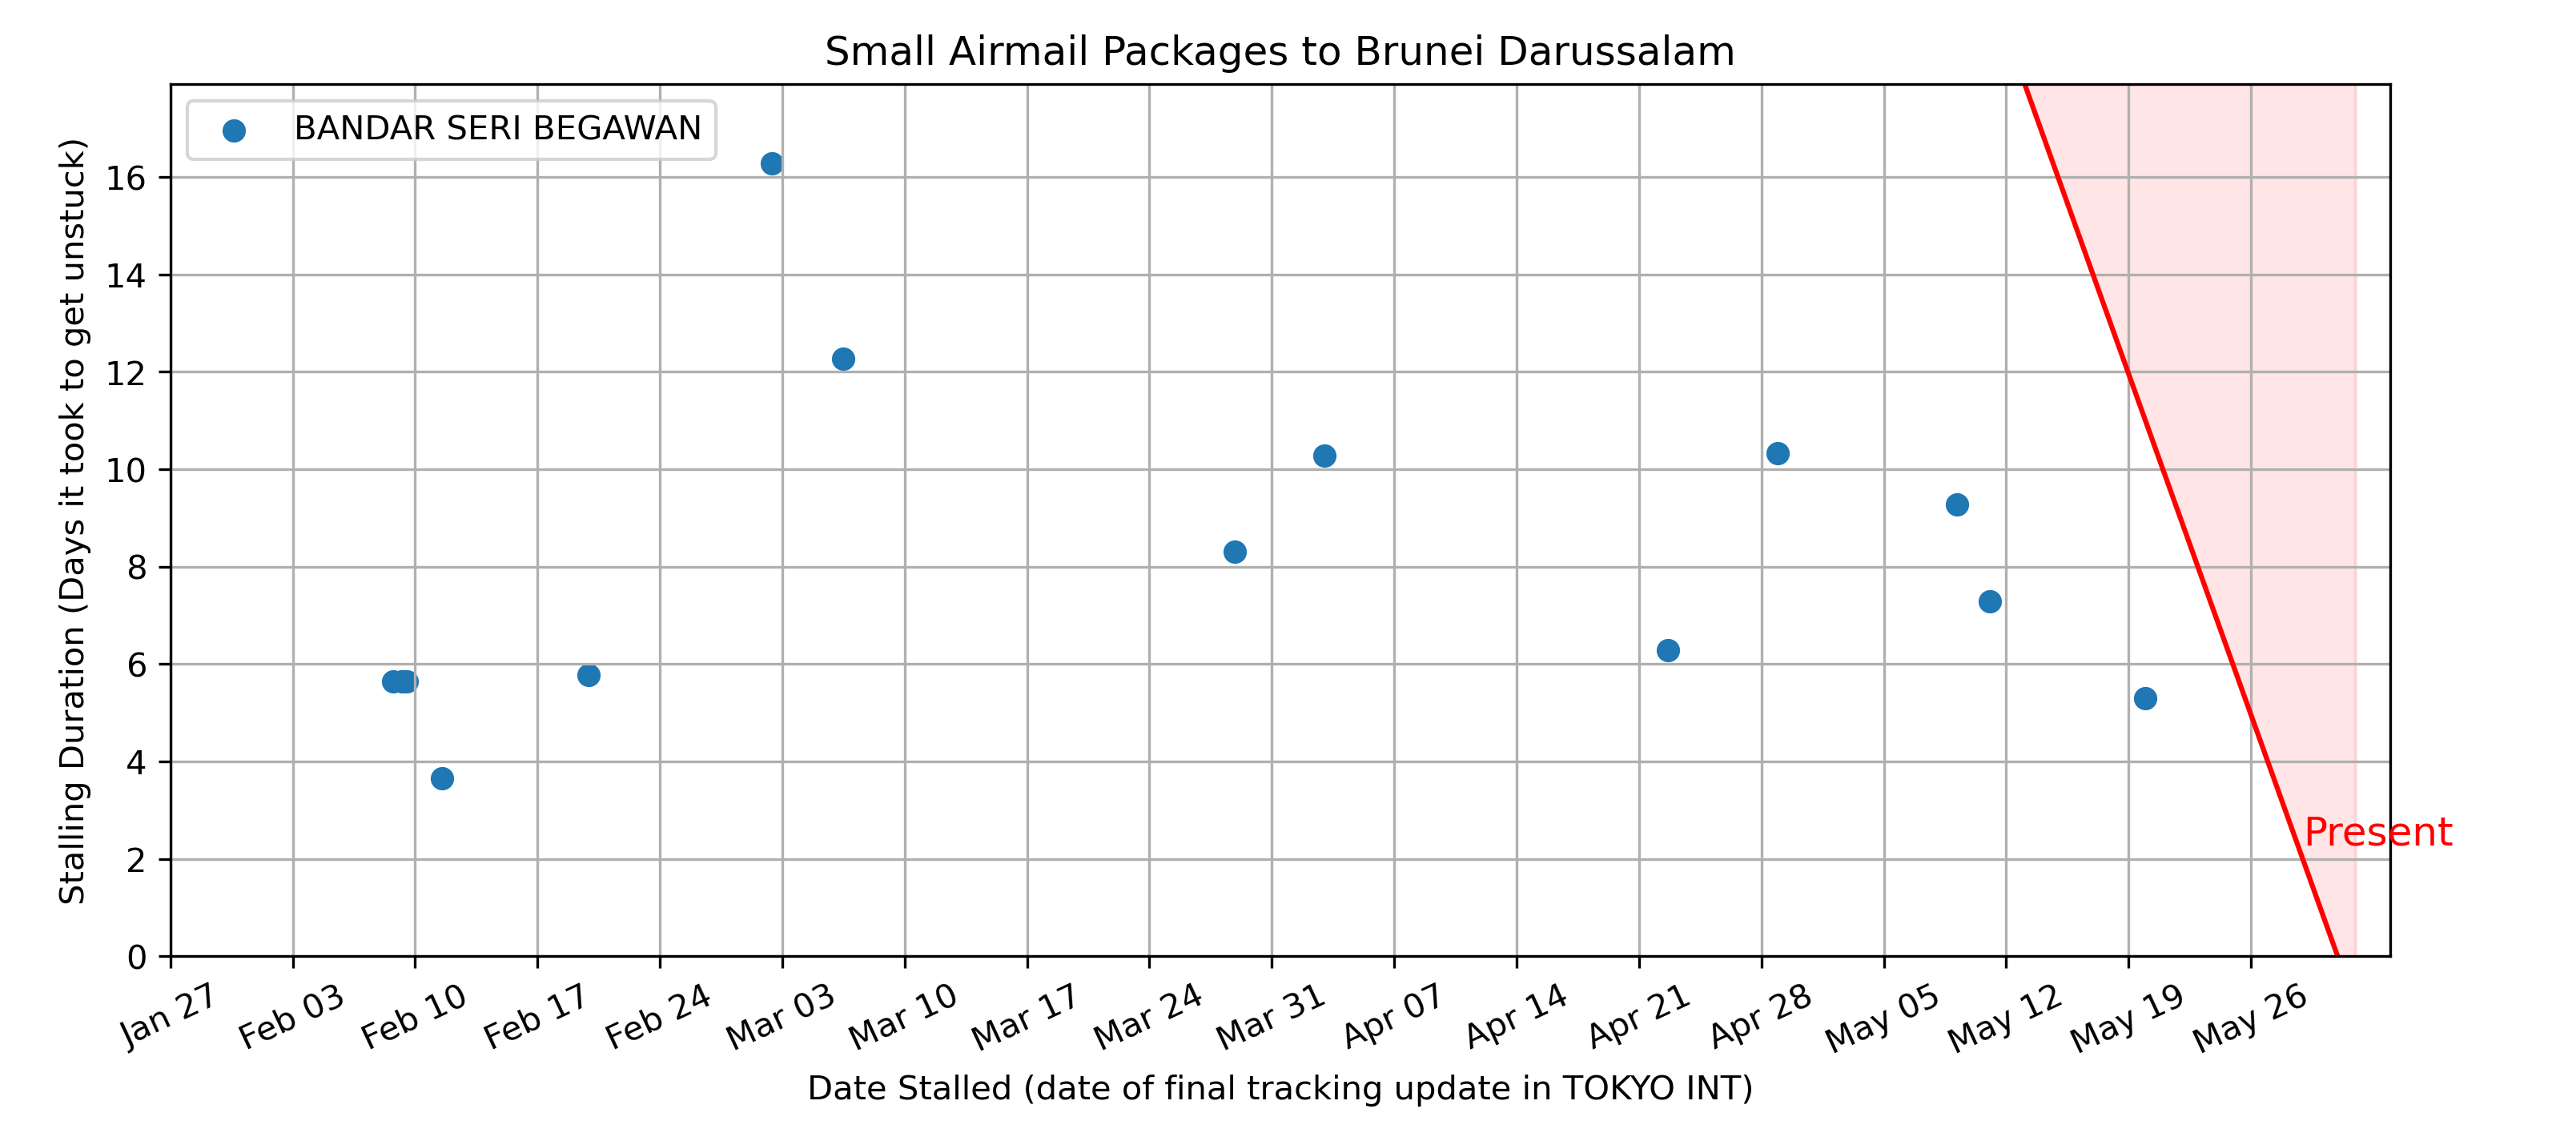 Small Airmail Packages to Brunei Darussalam
BANDAR SERI BEGAWAN
Stalling Duration (Days it took to get unstuck)
16
14
12
10
8
6
4
2
0
Present
Jan 27 Feb 03 Feb 10 Feb 17 Feb 24 Mar 03 Mar 10 Mar 17 Mar 24 Mar 31 Apr 07 Apr 14 Apr 21 Apr 28 May 05 May 12 May 19 May 26
Date Stalled (date of final tracking update in TOKYO INT)